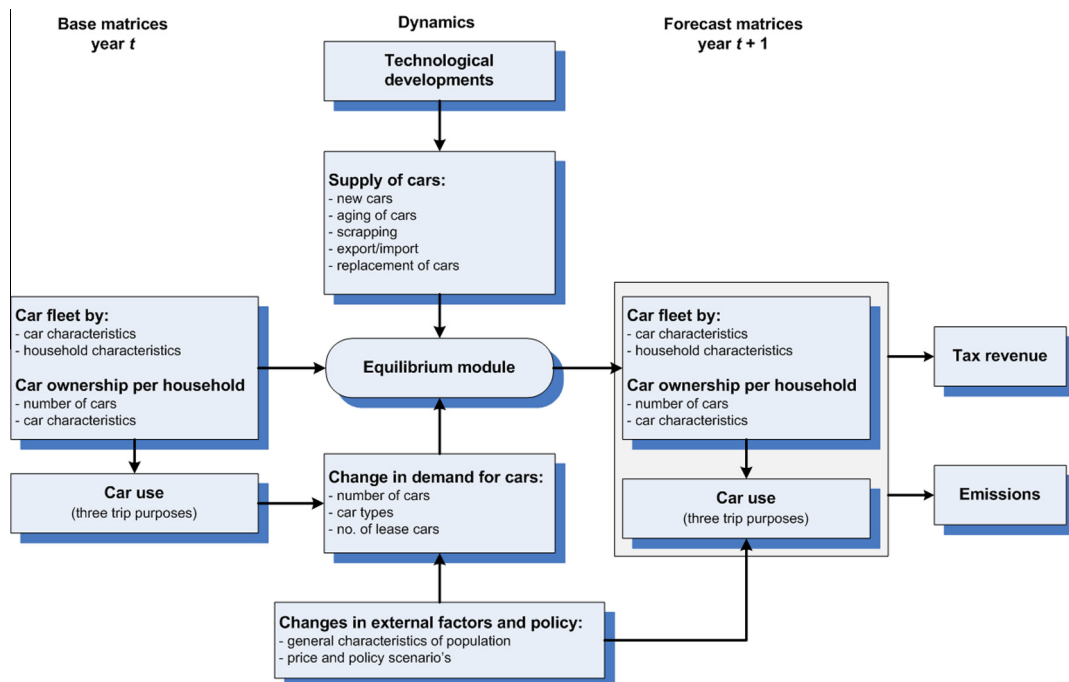 Base matrices
year t
Dynamics
Forecast matrices
year t + 1
Technological
developments
Supply of cars:
- new cars
- aging of cars
- scrapping
- export/import
- replacement of cars
Car fleet by:
- car characteristics
- household characteristics
Car ownership per household
- number of cars
- car characteristics
Equilibrium module
Car fleet by:
- car characteristics
- household characteristics
Car ownership per household
- number of cars
- car characteristics
Tax revenue
Car use
(three trip purposes)
Change in demand for cars:
- number of cars
- car types
- no. of lease cars
Car use
(three trip purposes)
Emissions
Changes in external factors and policy:
- general characteristics of population
- price and policy scenario's